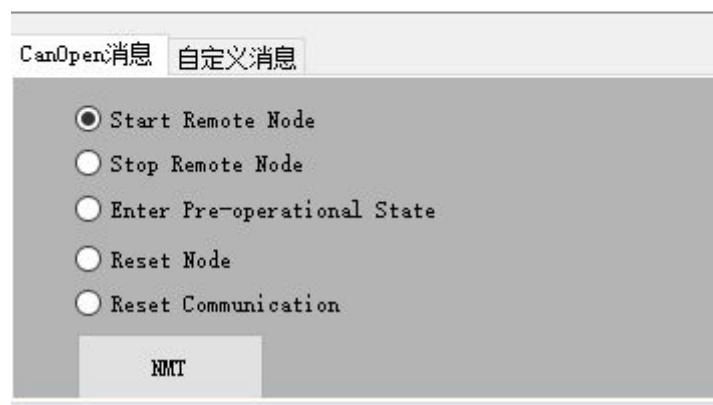 CanOpen消息 自定义消息
Start Remote Node
Stop Remote Node
Enter Pre-operational State
Reset Node
Reset Communication
NMT